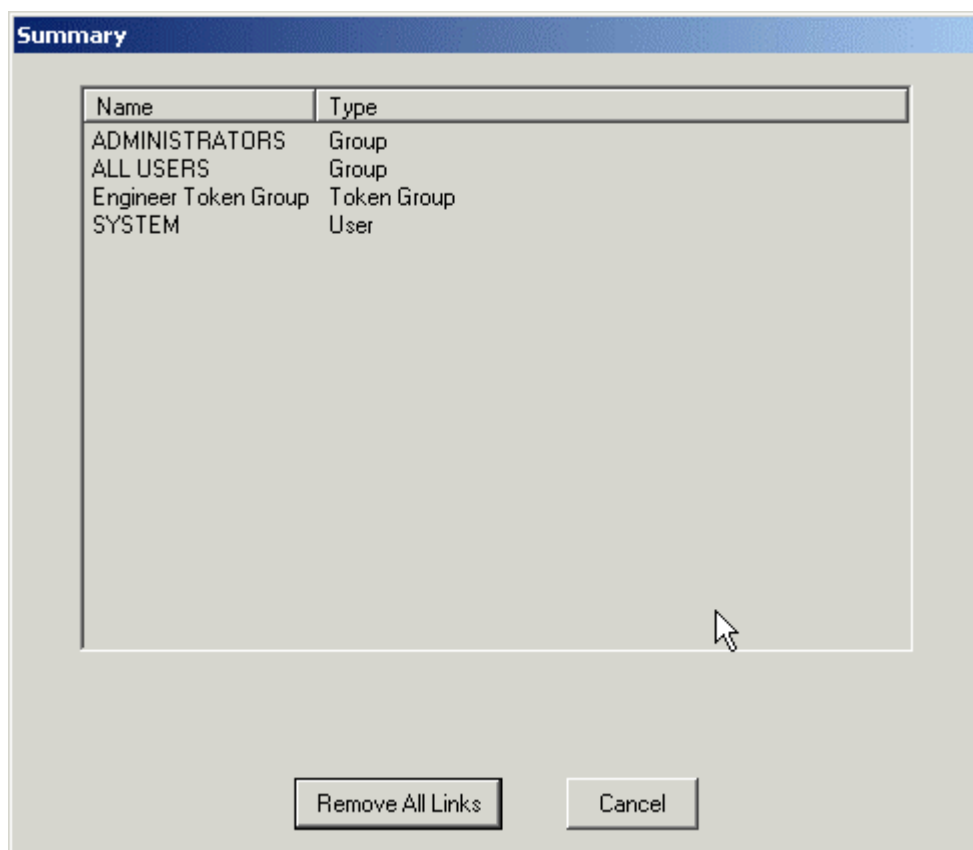 Summary
Name Type
ADMINISTRATORS Group
ALL USERS Group
Engineer Token Group Token Group
SYSTEM User
Remove All Links Cancel